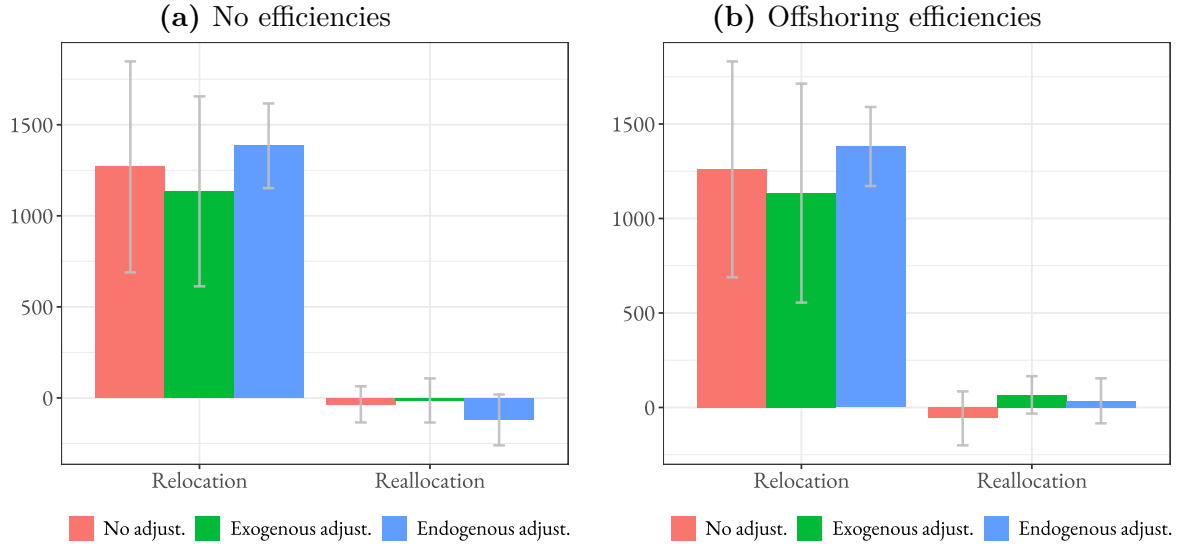 (a) No efficiencies
1500
1000
500
0
Relocation Reallocation
No adjust. Exogenous adjust. Endogenous adjust.
(b) Offshoring efficiencies
1500
1000
500
0
Relocation Reallocation
No adjust. Exogenous adjust. Endogenous adjust.